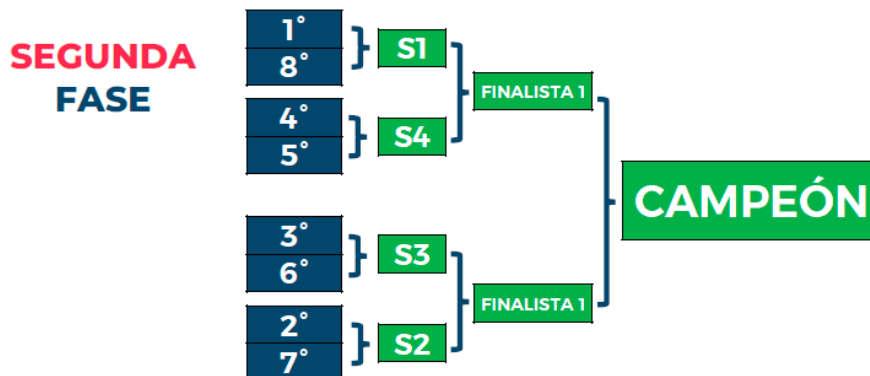 SEGUNDA
FASE
1°
8°
S1
4°
5°
S4
FINALISTA 1
3°
6°
S3
2°
7°
S2
FINALISTA 1
CAMPEÓN